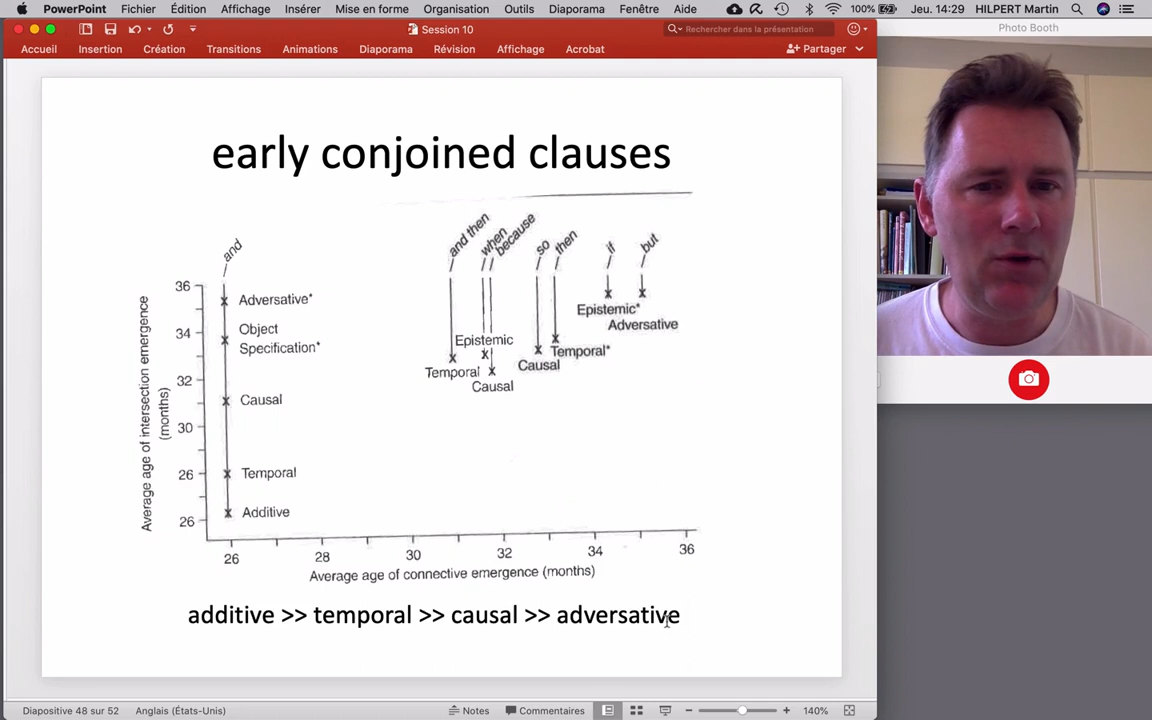 PowerPoint Fichier Édition Affichage Insérer Mise en forme Organisation Outils Diaporama Fenêtre Aide 100% Jeu. 14:29 HILPERT Martin
Session 10
Rechercher dans la présentation
Photo Booth
Accueil Insertion Création Transitions Animations Diaporama Révision Affichage Acrobat Partager
early conjoined clauses
and
and then
when
because
so
then
if
but
36
34
32
30
26
26
Average age of intersection emergence
(months)
Adversative*
Object
Specification*
Causal
Temporal
Additive
Epistemic
Temporal
Causal
Causal
Temporal*
Epistemic*
Adversative
26 28 30 32 34 36
Average age of connective emergence (months)
additive >> temporal >> causal >> adversative
Diapositive 48 sur 52 Anglais (États-Unis) Notes Commentaires 140%